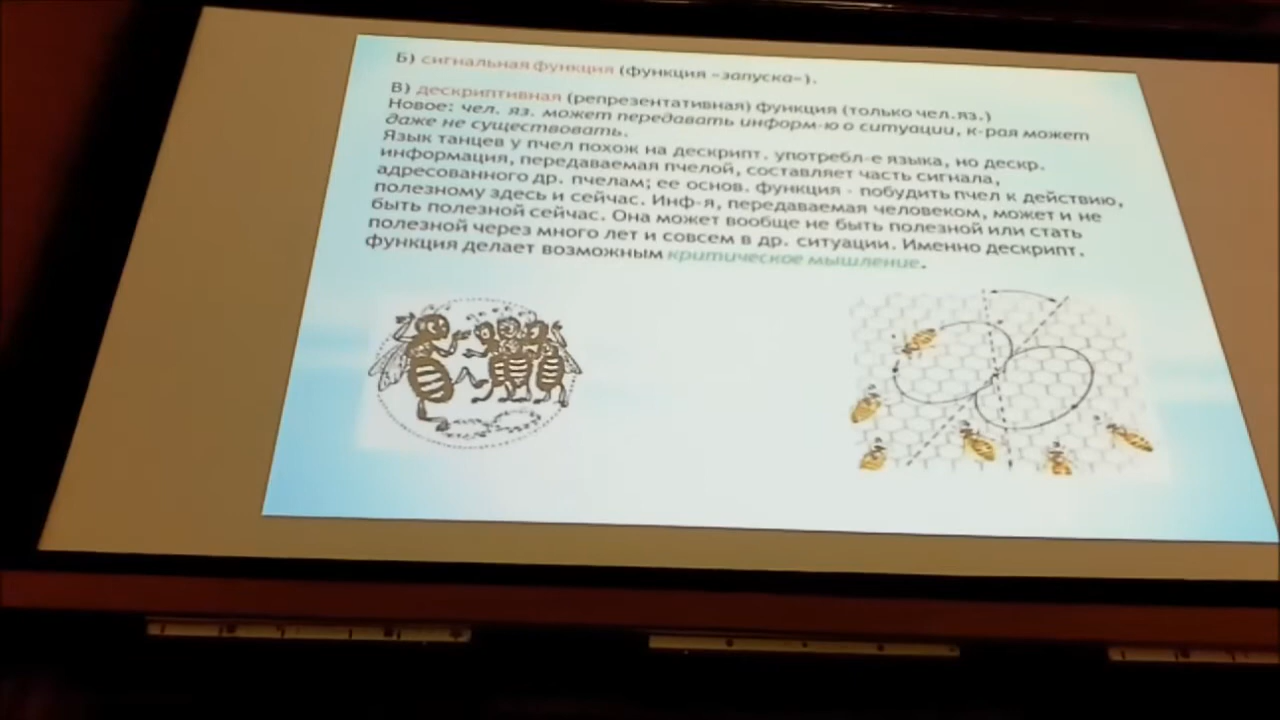 Б) сигнальная функция (функция «запуска»).
В) дескриптивная (репрезентативная) функция (только чел.яз.)
Новое: чел. яз. может передавать информ-ю о ситуации, к-рая может
даже не существовать.
Язык танцев у пчел похож на дескрипт. употребл-е языка, но дескр.
информация, передаваемая пчелой, составляет часть сигнала,
адресованного др. пчелам; ее основ. функция - побудить пчел к действию,
полезному здесь и сейчас. Инф-я, передаваемая человеком, может и не
быть полезной сейчас. Она может вообще не быть полезной или стать
полезной через много лет и совсем в др. ситуации. Именно дескрипт.
функция делает возможным критическое мышление.